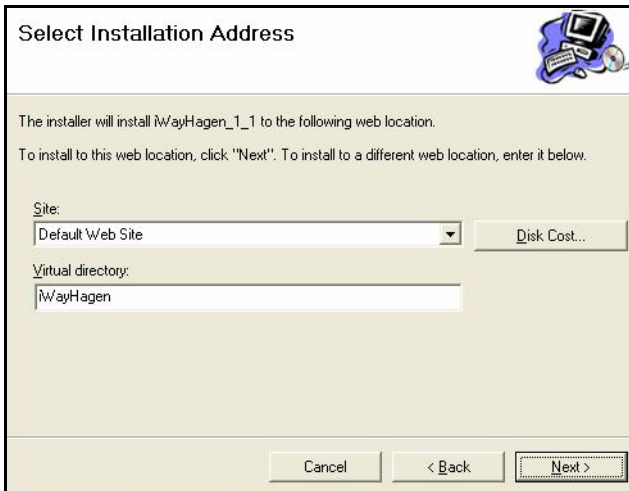 Select Installation Address
The installer will install iWayHagen_1_1 to the following web location.
To install to this web location, click "Next". To install to a different web location, enter it below.
Site:
Default Web Site
Disk Cost...
Virtual directory:
iWayHagen
Cancel
< Back
Next >